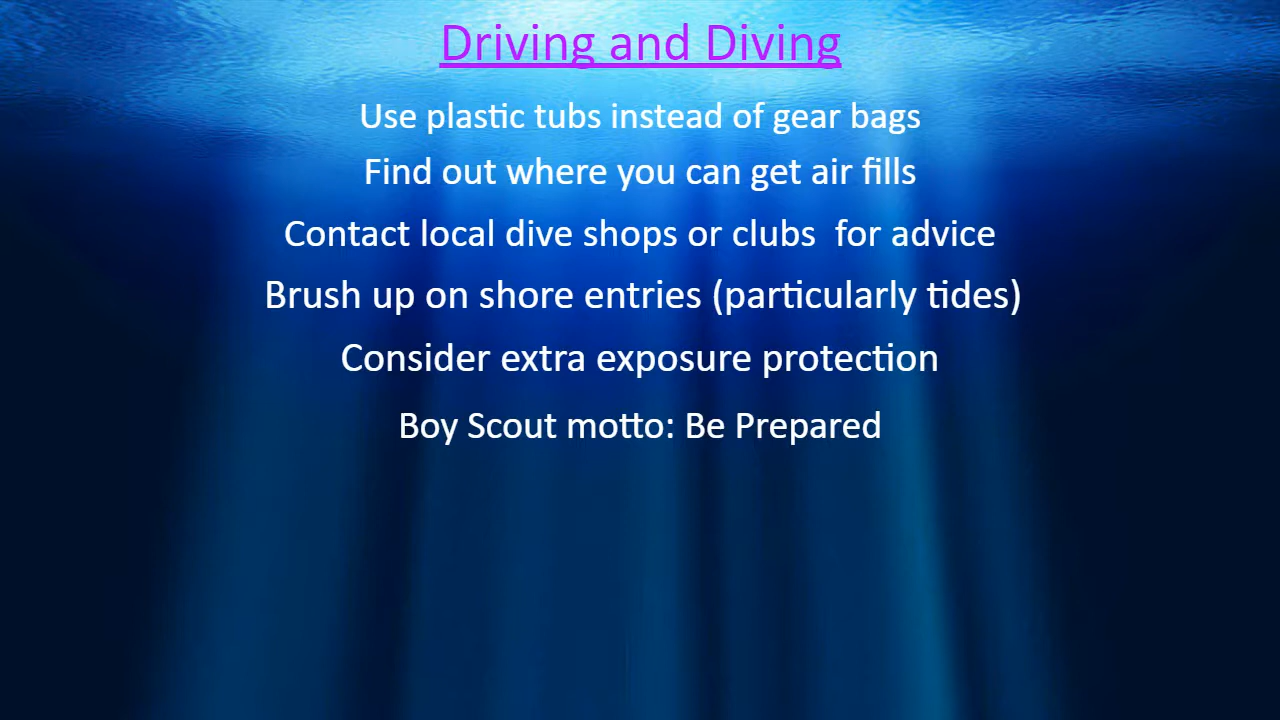 Driving and Diving
Use plastic tubs instead of gear bags
Find out where you can get air fills
Contact local dive shops or clubs  for advice
Brush up on shore entries (particularly tides)
Consider extra exposure protection
Boy Scout motto: Be Prepared